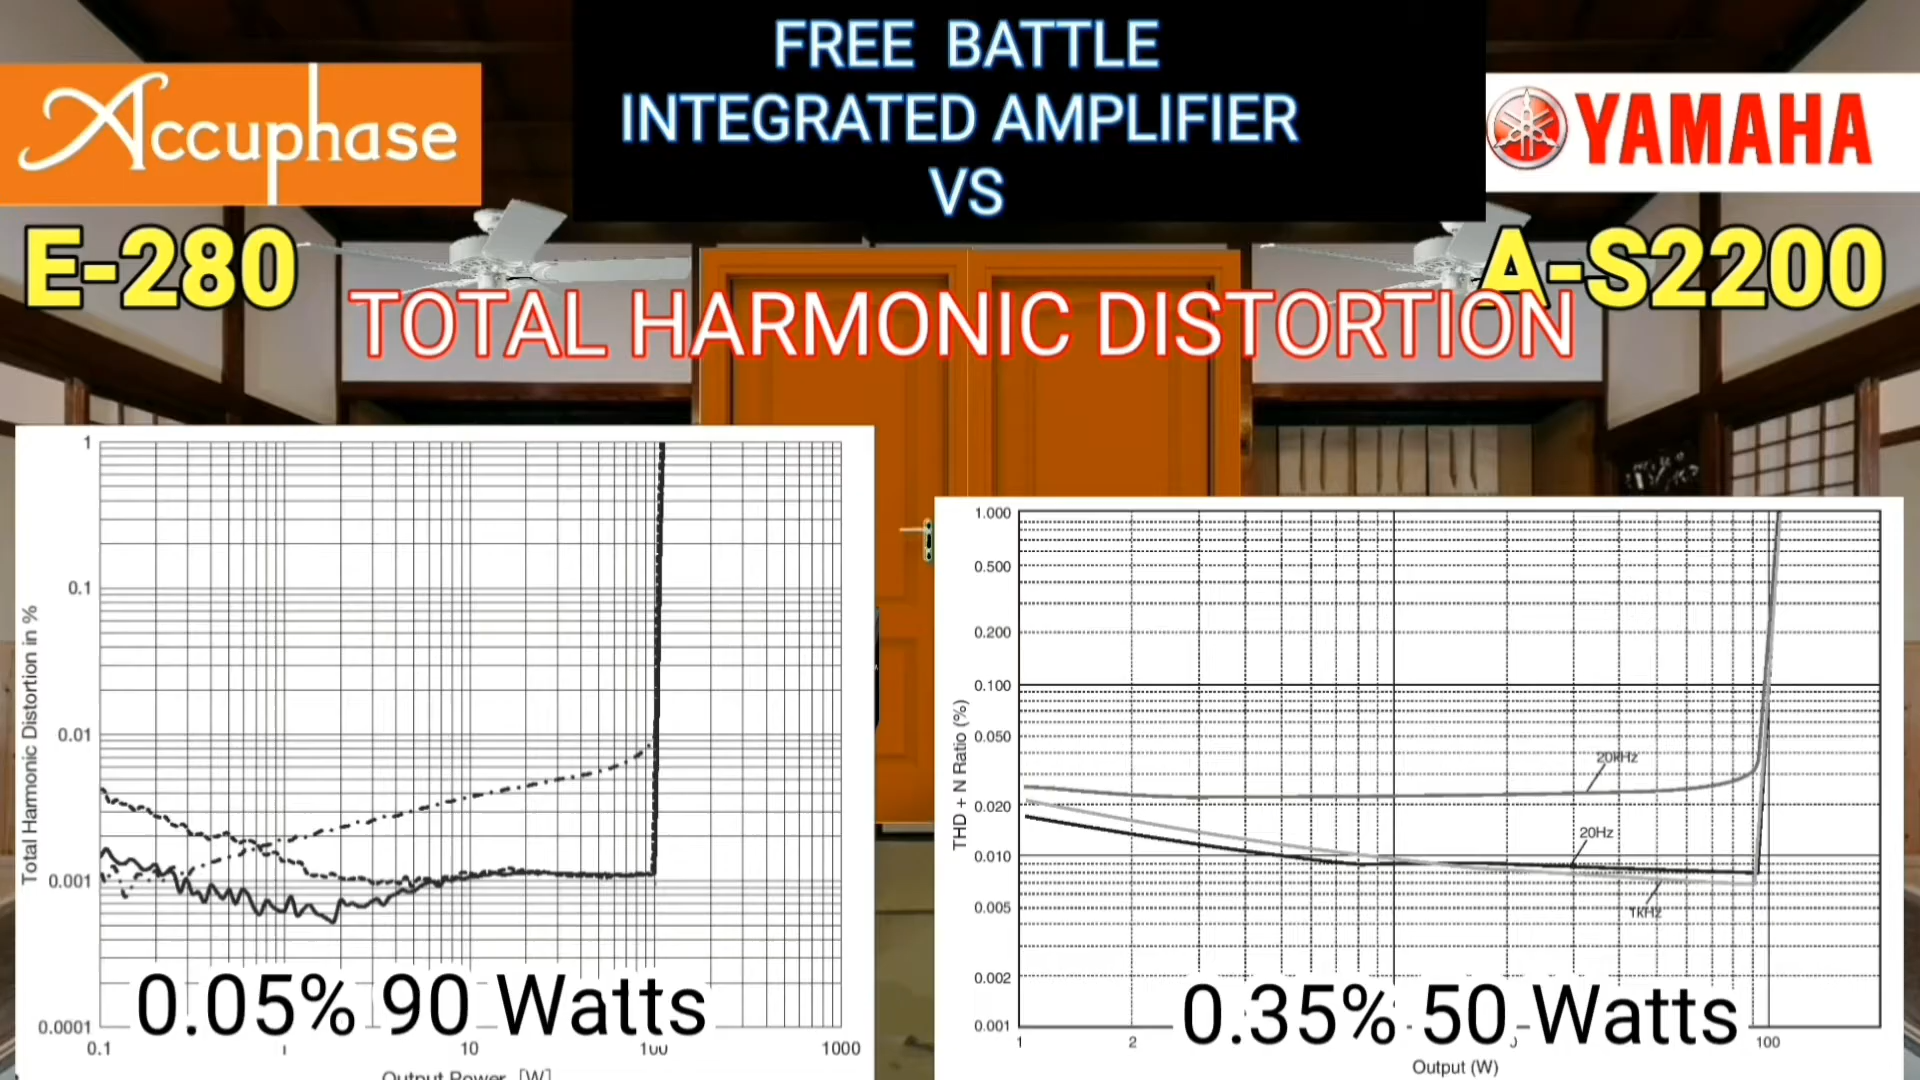 FREE BATTLE
INTEGRATED AMPLIFIER
VS
Accuphase
YAMAHA
E-280
A-S2200
TOTAL HARMONIC DISTORTION
Total Harmonic Distortion in %
1
0.1
0.01
0.001
0.0001
0.1
10
1000
Output Power [W]
0.05% 90 Watts
THD + N Ratio (%)
1.000
0.500
0.200
0.100
0.050
0.020
0.010
0.005
0.002
0.001
20kHz
20Hz
1kHz
0.35% 50 Watts
1
2
100
Output (W)